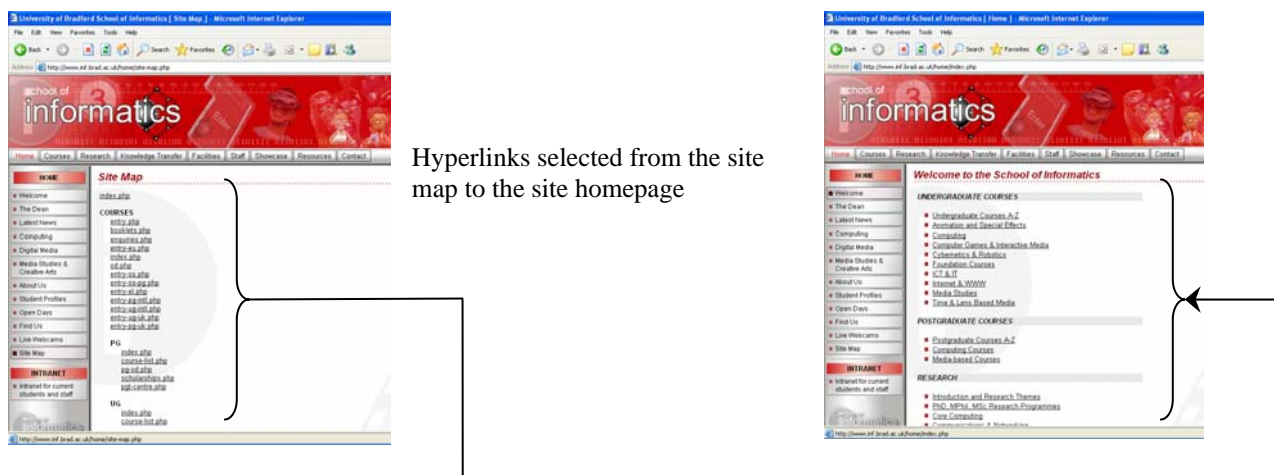 University of Bradford School of Informatics [ Site Map ] - Microsoft Internet Explorer
File Edit View Favorites Tools Help
Back Search Favorites
Address http://www.inf.brad.ac.uk/home/site-map.php
school of
informatics
Home Courses Research Knowledge Transfer Facilities Staff Showcase Resources Contact
HOME
Welcome
The Dean
Latest News
Computing
Digital Media
Media Studies &
Creative Arts
About Us
Student Profiles
Open Days
Find Us
Live Webcams
Site Map
INTRANET
Intranet for current
students and staff
Site Map
index.php
COURSES
entry.php
booklets.php
enquiries.php
entry-eu.php
index.php
od.php
entry-os.php
entry-os-pg.php
entry-el.php
entry-pg-intl.php
entry-ug-intl.php
entry-ug-uk.php
entry-pg-uk.php
PG
index.php
course-list.php
pg-od.php
scholarships.php
pgt-centre.php
UG
index.php
course-list.php
http://www.inf.brad.ac.uk/home/site-map.php
Hyperlinks selected from the site
map to the site homepage
University of Bradford School of Informatics [ Home ] - Microsoft Internet Explorer
File Edit View Favorites Tools Help
Back Search Favorites
Address http://www.inf.brad.ac.uk/home/index.php
school of
informatics
Home Courses Research Knowledge Transfer Facilities Staff Showcase Resources Contact
HOME
Welcome
The Dean
Latest News
Computing
Digital Media
Media Studies &
Creative Arts
About Us
Student Profiles
Open Days
Find Us
Live Webcams
Site Map
INTRANET
Intranet for current
students and staff
Welcome to the School of Informatics
UNDERGRADUATE COURSES
Undergraduate Courses A-Z
Animation and Special Effects
Computing
Computer Games & Interactive Media
Cybernetics & Robotics
Foundation Courses
ICT & IT
Internet & WWW
Media Studies
Time & Lens Based Media
POSTGRADUATE COURSES
Postgraduate Courses A-Z
Computing Courses
Media-based Courses
RESEARCH
Introduction and Research Themes
PhD, MPhil, MSc Research Programmes
Core Computing
Communications & Networking
http://www.inf.brad.ac.uk/home/index.php